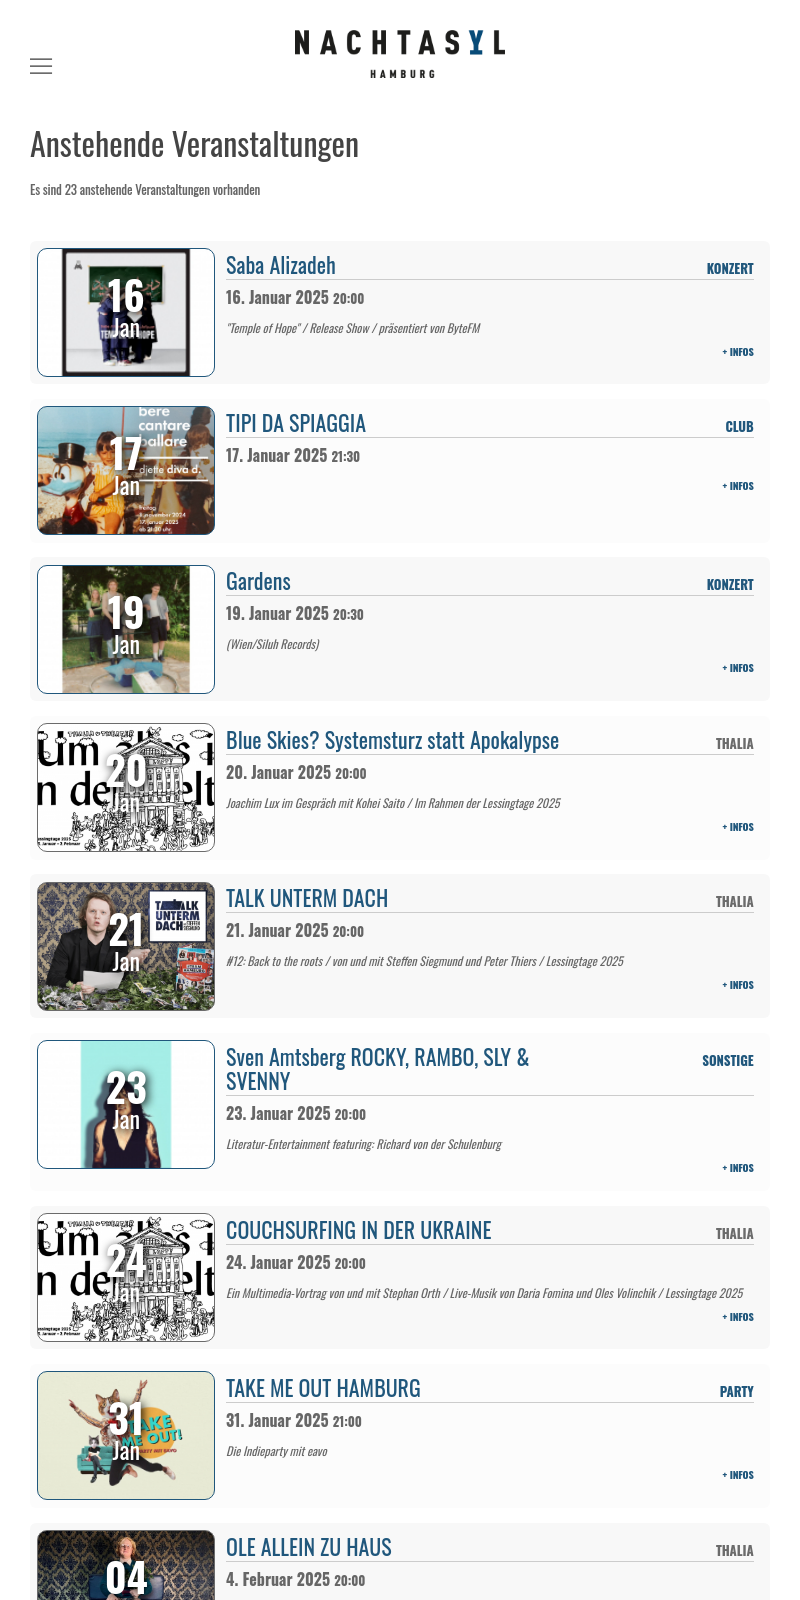 NACHTASYL
HAMBURG
Anstehende Veranstaltungen
Es sind 23 anstehende Veranstaltungen vorhanden
16
Jan
Saba Alizadeh
KONZERT
16. Januar 2025 20:00
"Temple of Hope" / Release Show / präsentiert von ByteFM
+ INFOS
bere
cantare
ballare
djette diva d.
17
Jan
TIPI DA SPIAGGIA
CLUB
17. Januar 2025 21:30
+ INFOS
19
Jan
Gardens
KONZERT
19. Januar 2025 20:30
(Wien/Siluh Records)
+ INFOS
20
Jan
Blue Skies? Systemsturz statt Apokalypse
THALIA
20. Januar 2025 20:00
Joachim Lux im Gespräch mit Kohei Saito / Im Rahmen der Lessingtage 2025
+ INFOS
TALK
UNTERM
DACH
21
Jan
TALK UNTERM DACH
THALIA
21. Januar 2025 20:00
#12: Back to the roots / von und mit Steffen Siegmund und Peter Thiers / Lessingtage 2025
+ INFOS
23
Jan
Sven Amtsberg ROCKY, RAMBO, SLY &
SVENNY
SONSTIGE
23. Januar 2025 20:00
Literatur-Entertainment featuring: Richard von der Schulenburg
+ INFOS
24
Jan
COUCHSURFING IN DER UKRAINE
THALIA
24. Januar 2025 20:00
Ein Multimedia-Vortrag von und mit Stephan Orth / Live-Musik von Daria Fomina und Oles Volinchik / Lessingtage 2025
+ INFOS
TAKE
ME OUT!
31
Jan
TAKE ME OUT HAMBURG
PARTY
31. Januar 2025 21:00
Die Indieparty mit eavo
+ INFOS
04
OLE ALLEIN ZU HAUS
THALIA
4. Februar 2025 20:00